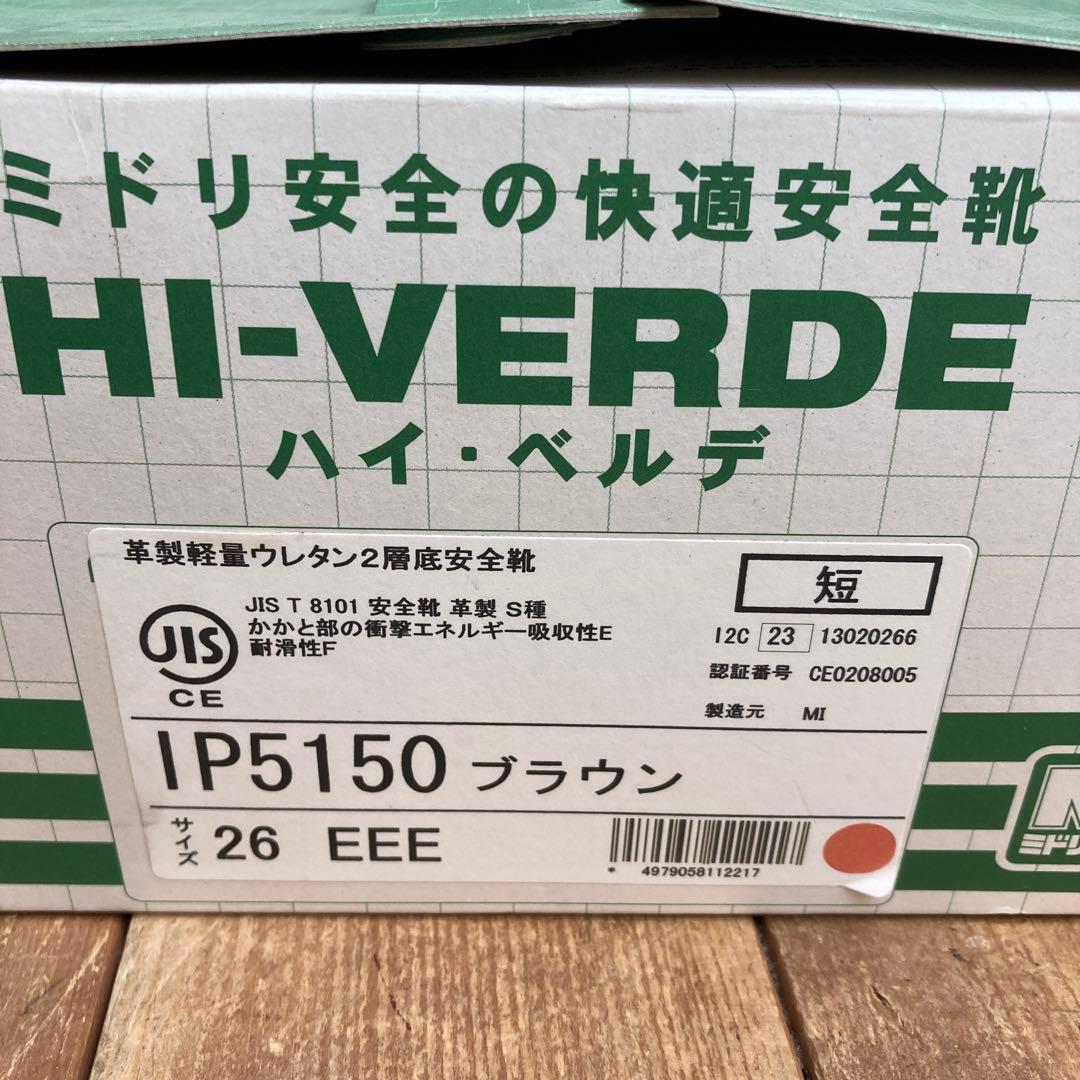 ミドリ安全の快適安全靴
HI-VERDE
ハイ・ベルデ
革製軽量ウレタン2層底安全靴
短
JIS
CE
JIS T 8101 安全靴 革製 S種
かかと部の衝撃エネルギー吸収性E
耐滑性F
I2C 23 13020266
認証番号 CE0208005
製造元 MI
IP5150 ブラウン
サイズ 26 EEE
* 4979058112217
ミドリ